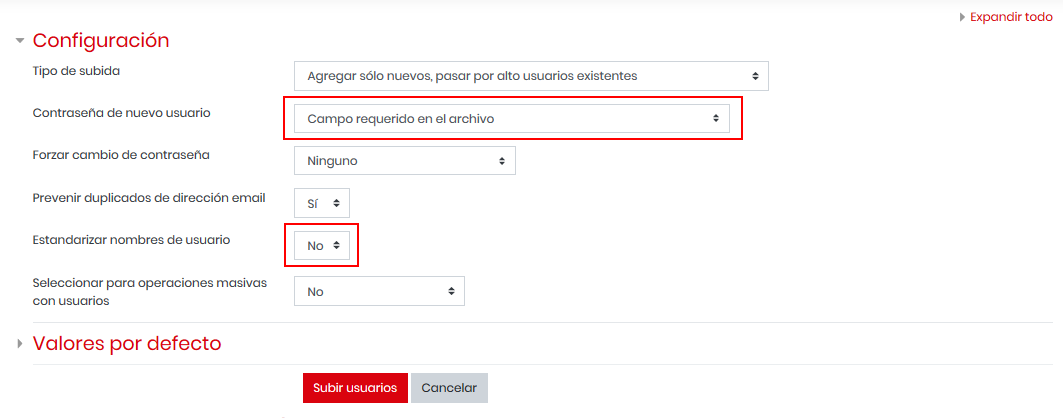 Expandir todo
Configuración
Tipo de subida
Agregar sólo nuevos, pasar por alto usuarios existentes
Contraseña de nuevo usuario
Campo requerido en el archivo
Forzar cambio de contraseña
Ninguno
Prevenir duplicados de dirección email
Sí
Estandarizar nombres de usuario
No
Seleccionar para operaciones masivas
con usuarios
No
Valores por defecto
Subir usuarios
Cancelar